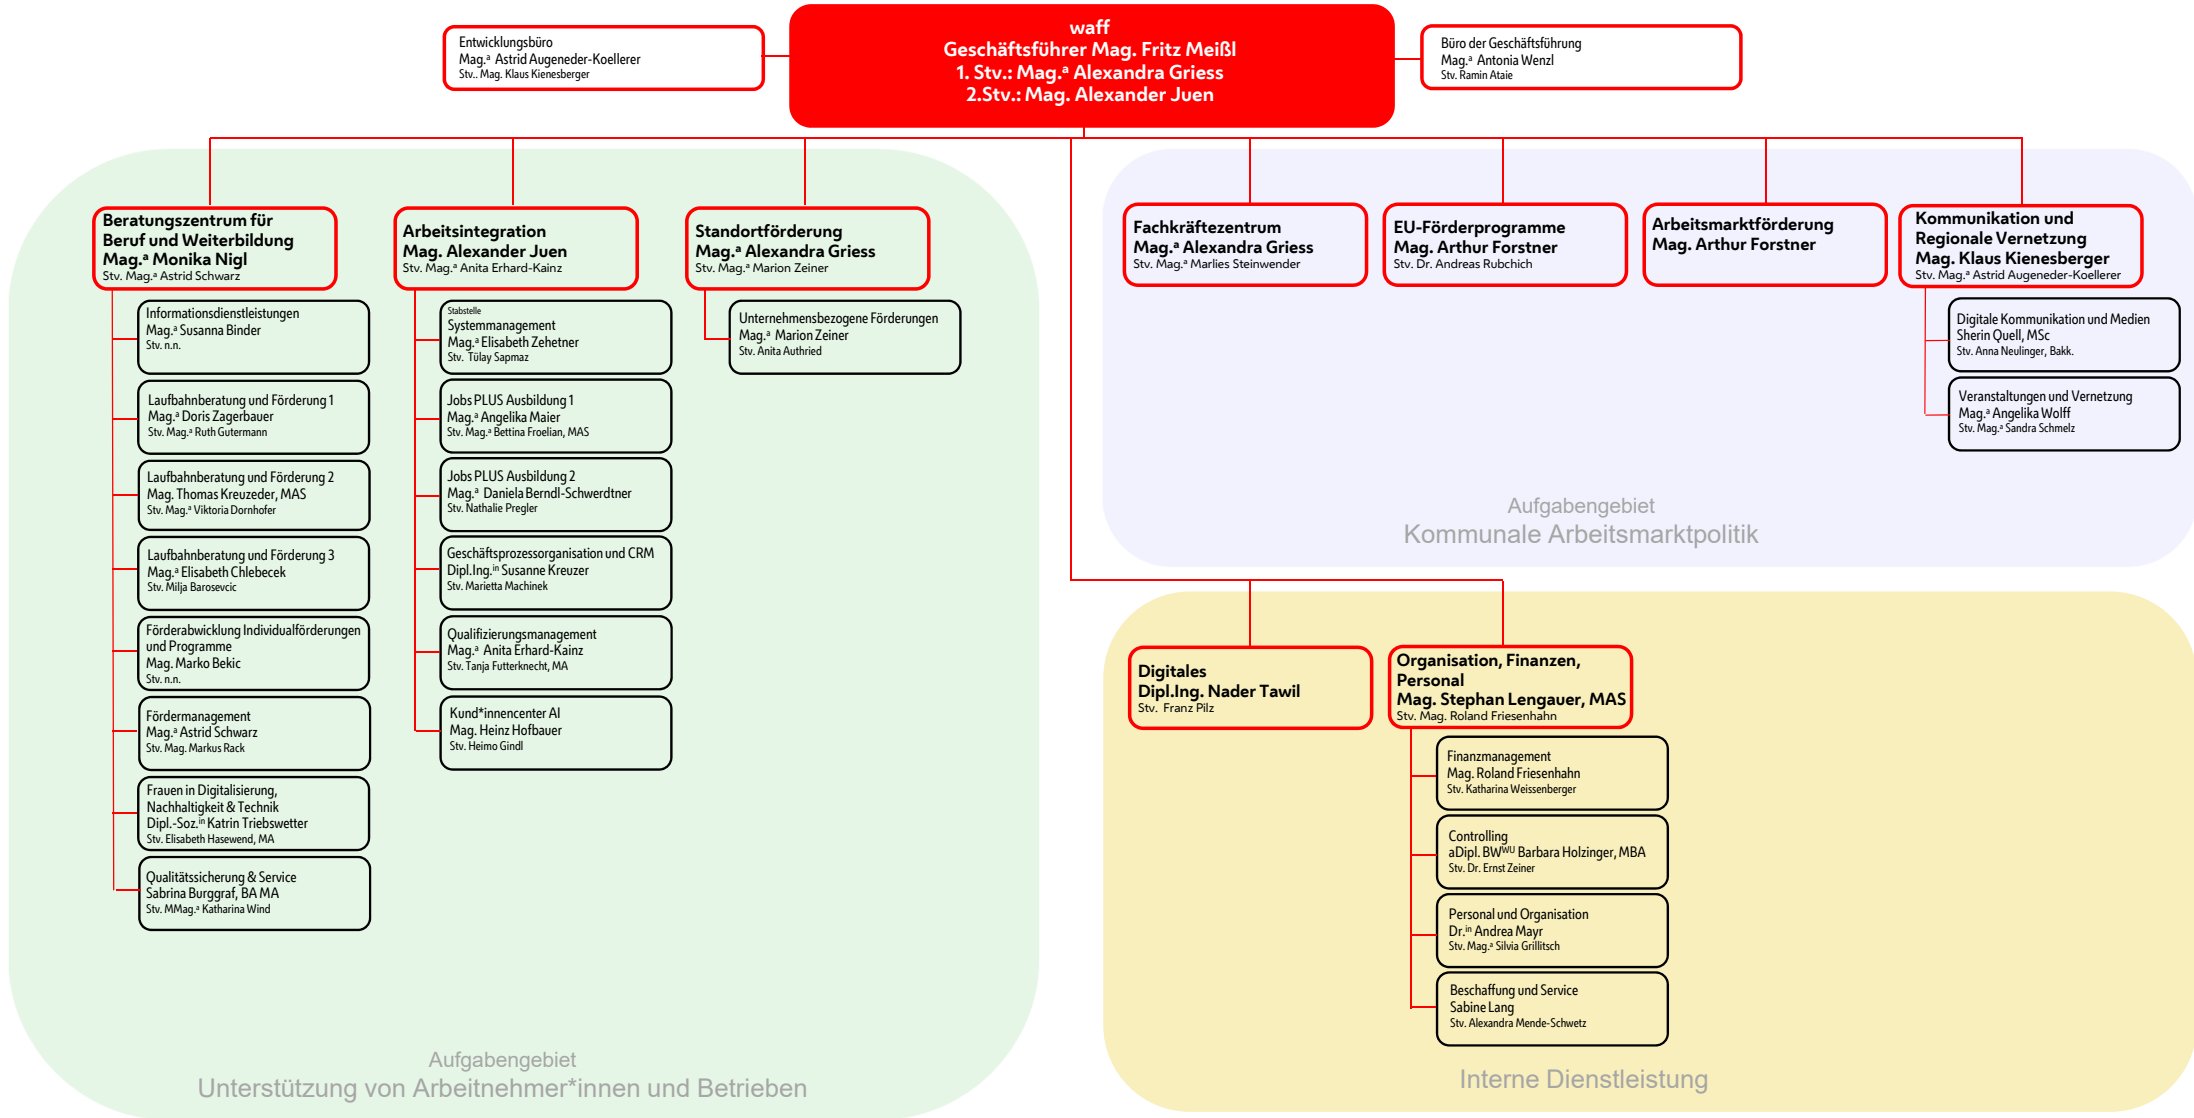 Entwicklungsbüro
Mag.ª Astrid Augeneder-Koellerer
Stv.. Mag. Klaus Kienesberger
waff
Geschäftsführer Mag. Fritz Meißl
1. Stv.: Mag.ª Alexandra Griess
2.Stv.: Mag. Alexander Juen
Büro der Geschäftsführung
Mag.ª Antonia Wenzl
Stv. Ramin Ataie
Beratungszentrum für
Beruf und Weiterbildung
Mag.ª Monika Nigl
Stv. Mag.ª Astrid Schwarz
Informationsdienstleistungen
Mag.ª Susanna Binder
Stv. n.n.
Laufbahnberatung und Förderung 1
Mag.ª Doris Zagerbauer
Stv. Mag.ª Ruth Gutermann
Laufbahnberatung und Förderung 2
Mag. Thomas Kreuzeder, MAS
Stv. Mag.ª Viktoria Dornhofer
Laufbahnberatung und Förderung 3
Mag.ª Elisabeth Chlebecek
Stv. Milja Barosevcic
Förderabwicklung Individualförderungen
und Programme
Mag. Marko Bekic
Stv. n.n.
Fördermanagement
Mag.ª Astrid Schwarz
Stv. Mag. Markus Rack
Frauen in Digitalisierung,
Nachhaltigkeit & Technik
Dipl.-Soz.ⁱⁿ Katrin Triebswetter
Stv. Elisabeth Hasewend, MA
Qualitätssicherung & Service
Sabrina Burggraf, BA MA
Stv. MMag.ª Katharina Wind
Arbeitsintegration
Mag. Alexander Juen
Stv. Mag.ª Anita Erhard-Kainz
Stabstelle
Systemmanagement
Mag.ª Elisabeth Zehetner
Stv. Tülay Sapmaz
Jobs PLUS Ausbildung 1
Mag.ª Angelika Maier
Stv. Mag.ª Bettina Froelian, MAS
Jobs PLUS Ausbildung 2
Mag.ª Daniela Berndl-Schwerdtner
Stv. Nathalie Pregler
Geschäftsprozessorganisation und CRM
Dipl.Ing.ⁱⁿ Susanne Kreuzer
Stv. Marietta Machinek
Qualifizierungsmanagement
Mag.ª Anita Erhard-Kainz
Stv. Tanja Futterknecht, MA
Kund*innencenter AI
Mag. Heinz Hofbauer
Stv. Heimo Gindl
Standortförderung
Mag.ª Alexandra Griess
Stv. Mag.ª Marion Zeiner
Unternehmensbezogene Förderungen
Mag.ª Marion Zeiner
Stv. Anita Authried
Aufgabengebiet
Unterstützung von Arbeitnehmer*innen und Betrieben
Fachkräftezentrum
Mag.ª Alexandra Griess
Stv. Mag.ª Marlies Steinwender
EU-Förderprogramme
Mag. Arthur Forstner
Stv. Dr. Andreas Rubchich
Arbeitsmarktförderung
Mag. Arthur Forstner
Kommunikation und
Regionale Vernetzung
Mag. Klaus Kienesberger
Stv. Mag.ª Astrid Augeneder-Koellerer
Digitale Kommunikation und Medien
Sherin Quell, MSc
Stv. Anna Neulinger, Bakk.
Veranstaltungen und Vernetzung
Mag.ª Angelika Wolff
Stv. Mag.ª Sandra Schmelz
Aufgabengebiet
Kommunale Arbeitsmarktpolitik
Digitales
Dipl.Ing. Nader Tawil
Stv. Franz Pilz
Organisation, Finanzen,
Personal
Mag. Stephan Lengauer, MAS
Stv. Mag. Roland Friesenhahn
Finanzmanagement
Mag. Roland Friesenhahn
Stv. Katharina Weissenberger
Controlling
aDipl. BWᵂᵁ Barbara Holzinger, MBA
Stv. Dr. Ernst Zeiner
Personal und Organisation
Dr.ⁱⁿ Andrea Mayr
Stv. Mag.ª Silvia Grillitsch
Beschaffung und Service
Sabine Lang
Stv. Alexandra Mende-Schwetz
Interne Dienstleistung